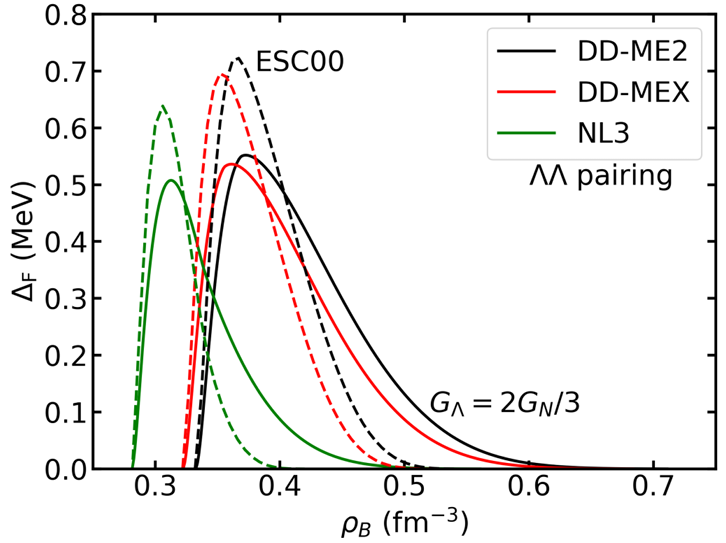 0.8
0.7
0.6
0.5
0.4
0.3
0.2
0.1
0.0
Δ_F (MeV)
ESC00
DD-ME2
DD-MEX
NL3
ΛΛ pairing
G_Λ = 2G_N/3
0.3 0.4 0.5 0.6 0.7
ρ_B (fm⁻³)